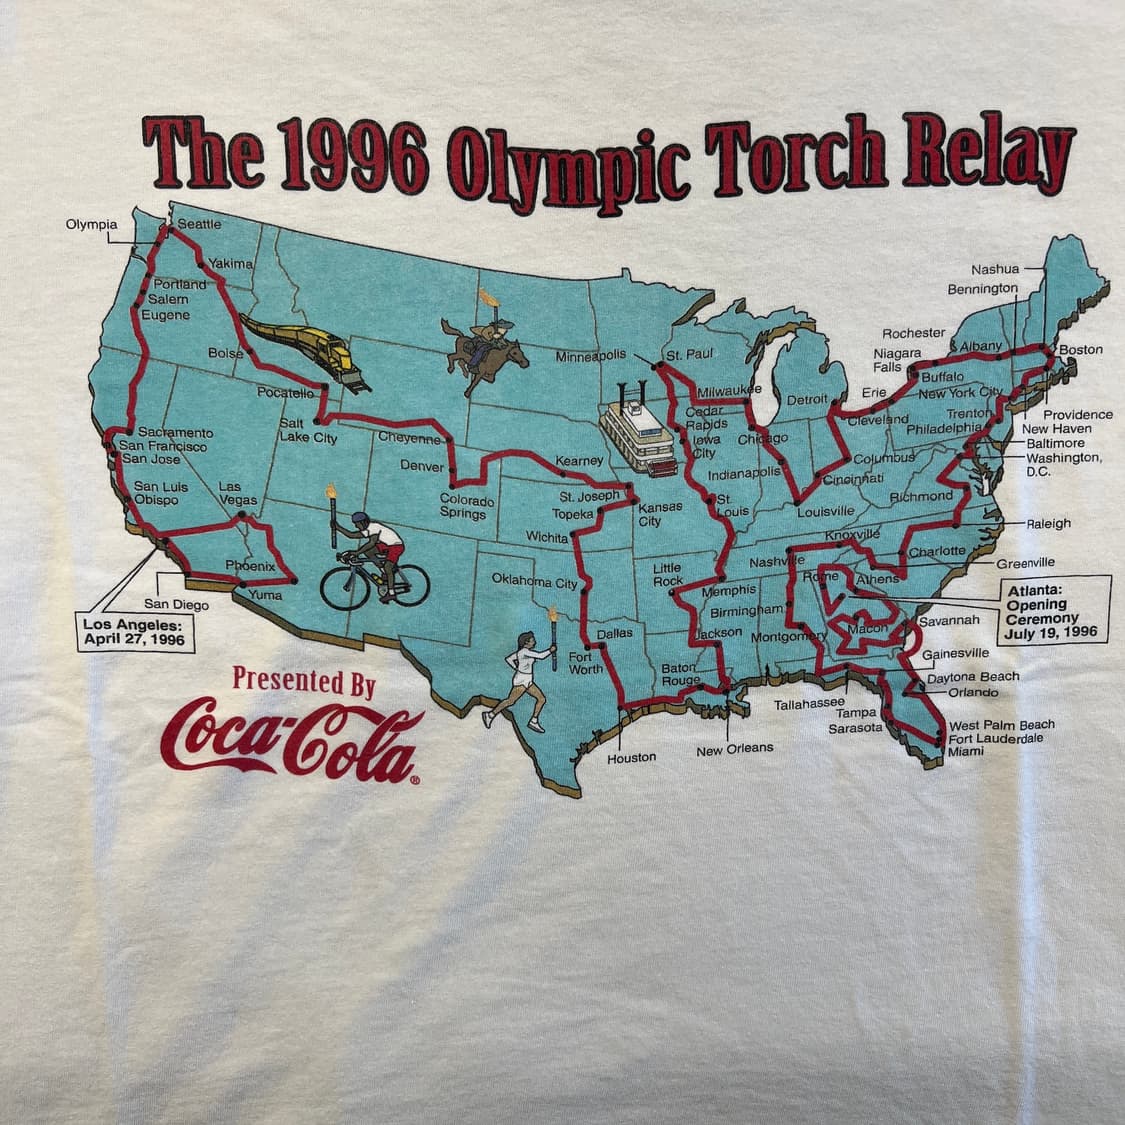 The 1996 Olympic Torch Relay
Olympia
Seattle
Yakima
Portland
Salem
Eugene
Boise
Pocatello
Salt
Lake City
Cheyenne
Denver
Colorado
Springs
Kearney
St. Joseph
Topeka
Kansas
City
Wichita
Oklahoma City
Dallas
Fort
Worth
Houston
New Orleans
Baton
Rouge
Jackson
Little
Rock
Memphis
St.
Louis
Iowa
City
Cedar
Rapids
Minneapolis
St. Paul
Milwaukee
Chicago
Indianapolis
Louisville
Cincinnati
Columbus
Detroit
Cleveland
Erie
Niagara
Falls
Buffalo
Rochester
Albany
Bennington
Nashua
Boston
Providence
New Haven
New York City
Trenton
Philadelphia
Baltimore
Washington,
D.C.
Richmond
Raleigh
Charlotte
Greenville
Knoxville
Nashville
Birmingham
Montgomery
Rome
Athens
Macon
Atlanta:
Opening
Ceremony
July 19, 1996
Savannah
Gainesville
Daytona Beach
Orlando
Tallahassee
Tampa
Sarasota
West Palm Beach
Fort Lauderdale
Miami
Sacramento
San Francisco
San Jose
San Luis
Obispo
Las
Vegas
Phoenix
Yuma
San Diego
Los Angeles:
April 27, 1996
Presented By
Coca-Cola®